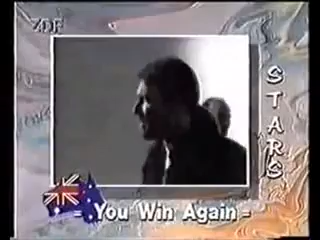 ZDF
STARS
= You Win Again =